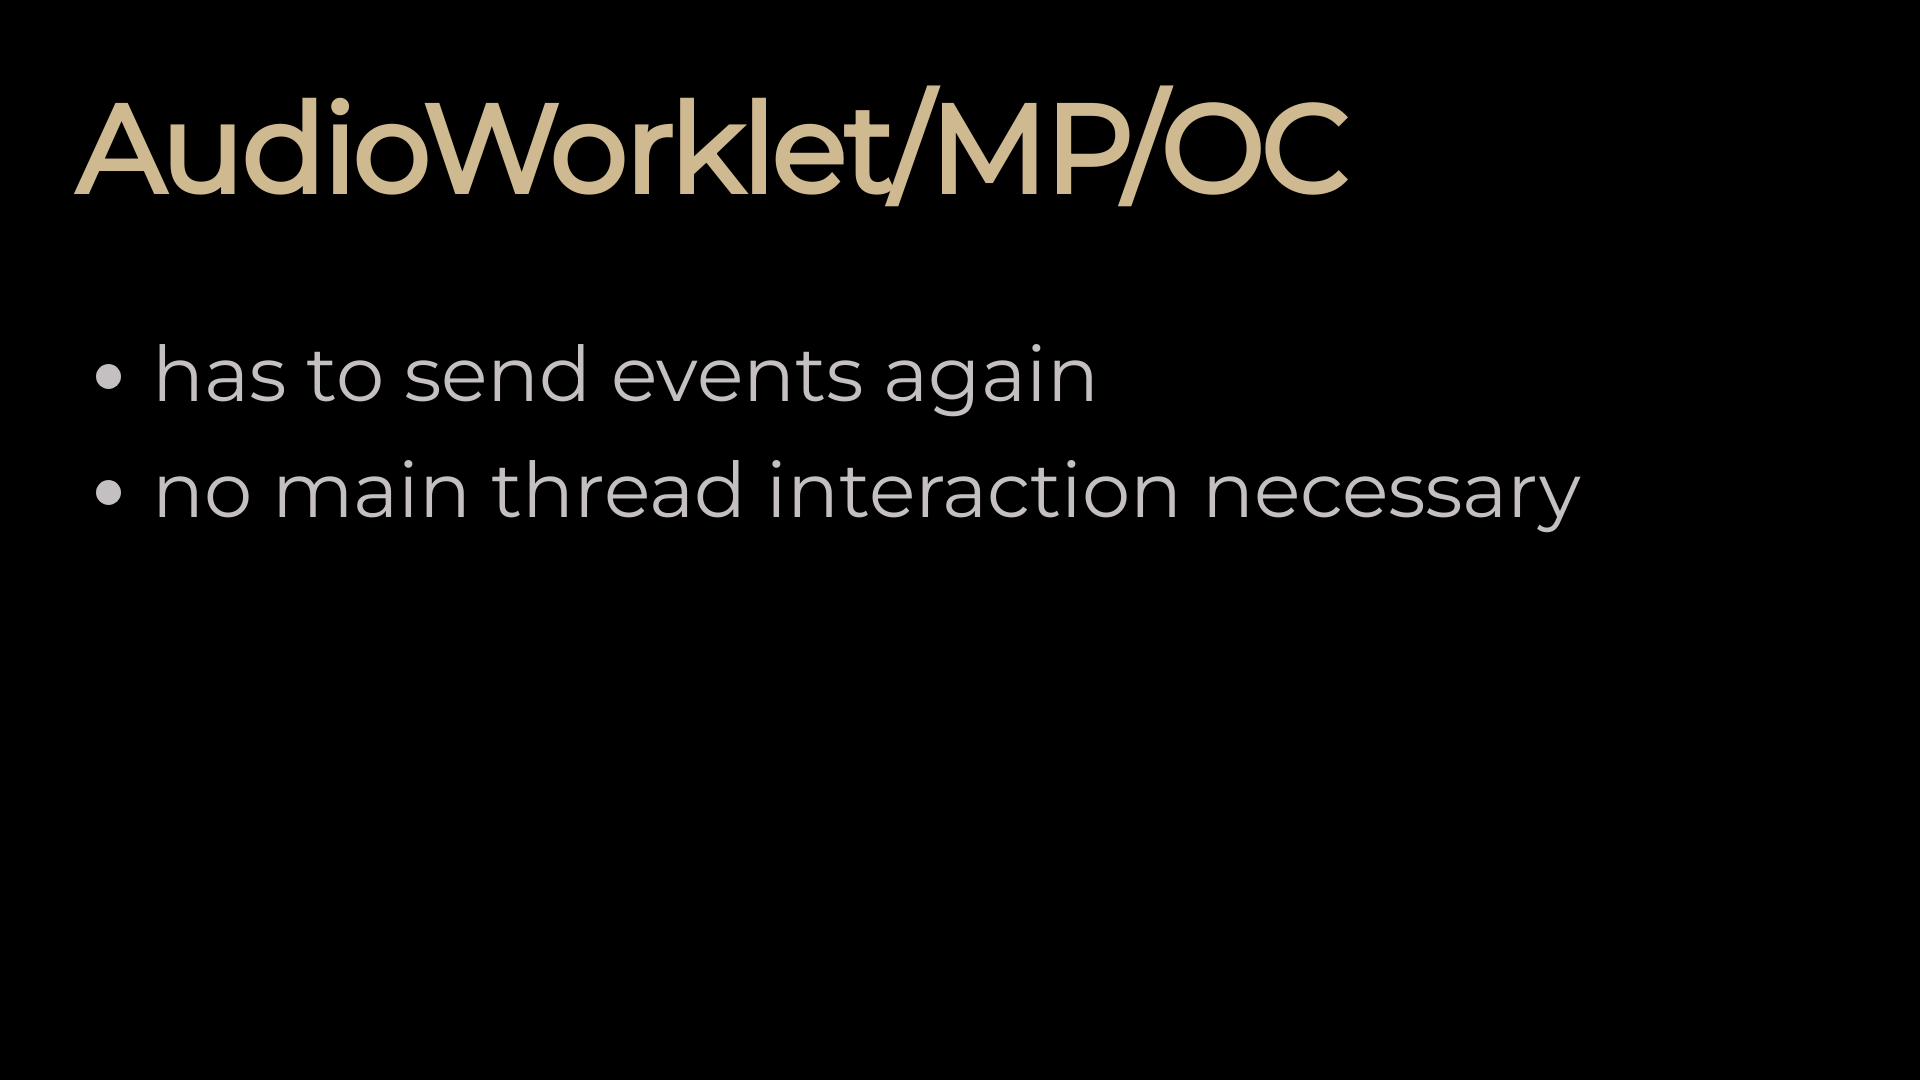 AudioWorklet/MP/OC
has to send events again
no main thread interaction necessary